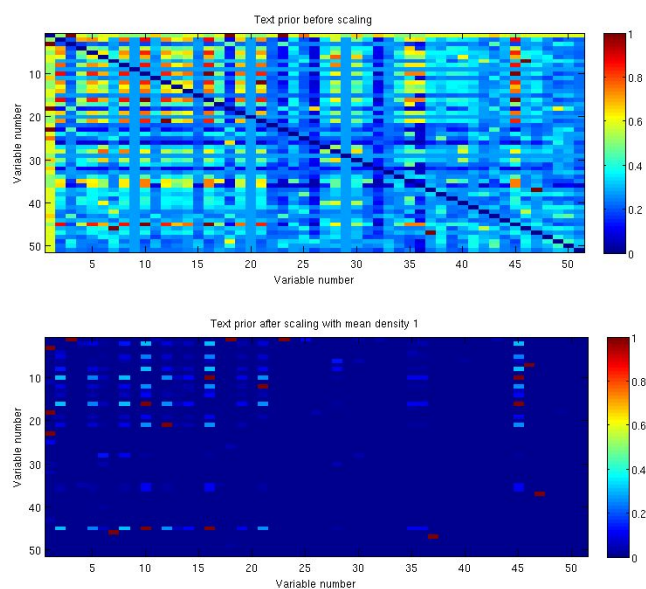 Text prior before scaling
Variable number
10
20
30
40
50
5 10 15 20 25 30 35 40 45 50
Variable number
1
0.8
0.6
0.4
0.2
0
Text prior after scaling with mean density 1
Variable number
10
20
30
40
50
5 10 15 20 25 30 35 40 45 50
Variable number
1
0.8
0.6
0.4
0.2
0